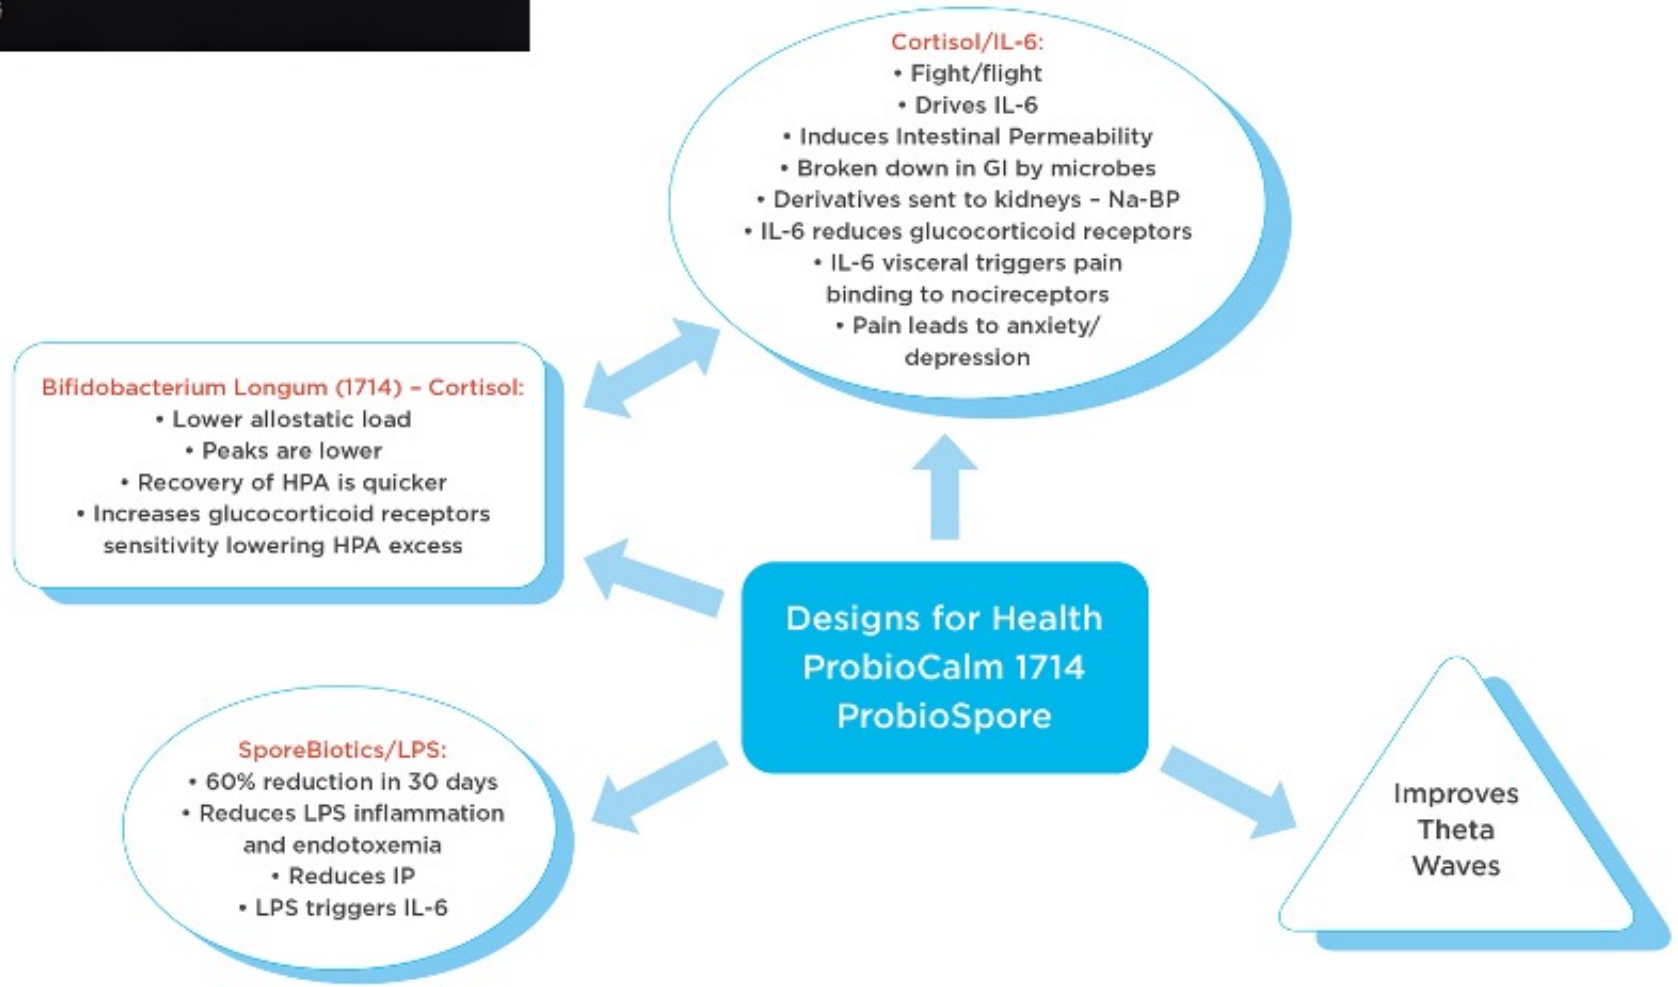 Cortisol/IL-6:
• Fight/flight
• Drives IL-6
• Induces Intestinal Permeability
• Broken down in GI by microbes
• Derivatives sent to kidneys – Na-BP
• IL-6 reduces glucocorticoid receptors
• IL-6 visceral triggers pain
binding to nocireceptors
• Pain leads to anxiety/
depression
Bifidobacterium Longum (1714) – Cortisol:
• Lower allostatic load
• Peaks are lower
• Recovery of HPA is quicker
• Increases glucocorticoid receptors
sensitivity lowering HPA excess
Designs for Health
ProbioCalm 1714
ProbioSpore
SporeBiotics/LPS:
• 60% reduction in 30 days
• Reduces LPS inflammation
and endotoxemia
• Reduces IP
• LPS triggers IL-6
Improves
Theta
Waves